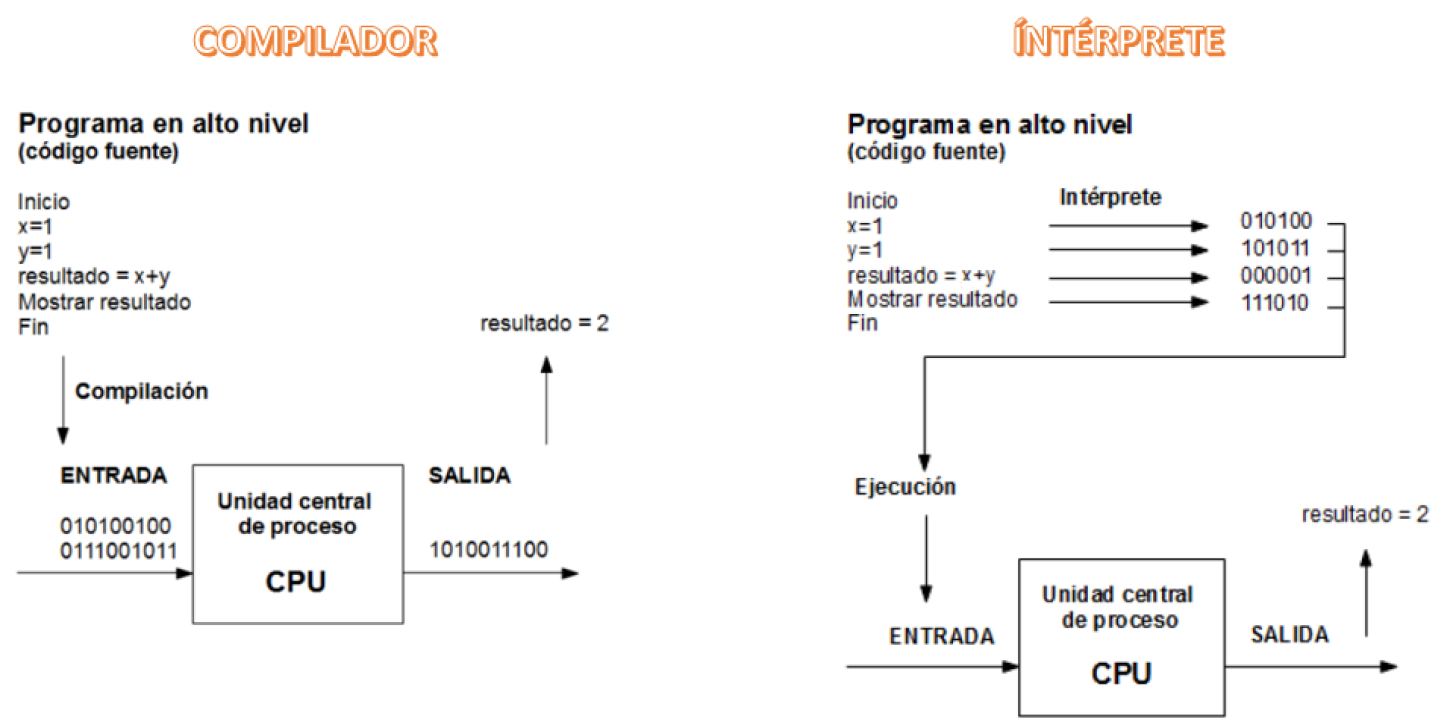 COMPILADOR
Programa en alto nivel
(código fuente)
Inicio
x=1
y=1
resultado = x+y
Mostrar resultado
Fin
resultado = 2
Compilación
ENTRADA
010100100
0111001011
Unidad central
de proceso
CPU
SALIDA
1010011100
ÍNTÉRPRETE
Programa en alto nivel
(código fuente)
Inicio
x=1
y=1
resultado = x+y
Mostrar resultado
Fin
Intérprete
010100
101011
000001
111010
Ejecución
ENTRADA
Unidad central
de proceso
CPU
SALIDA
resultado = 2